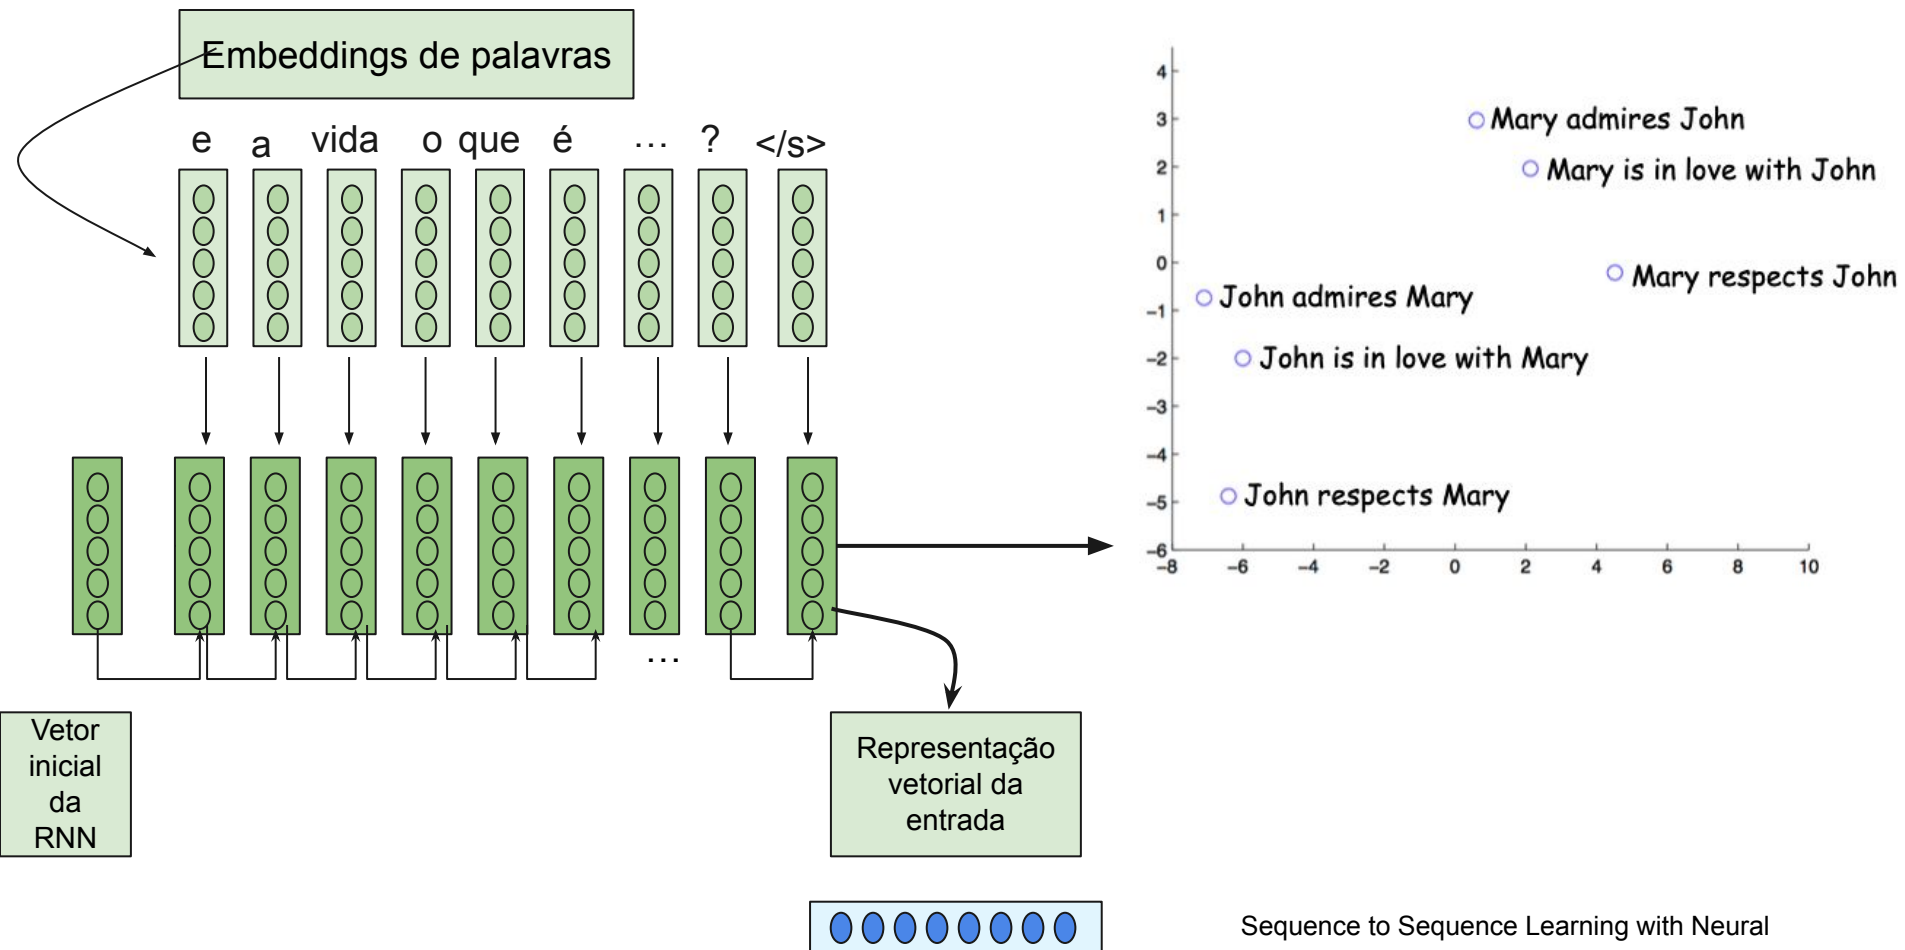 Embeddings de palavras
e a vida o que é … ? </s>
…
Vetor
inicial
da
RNN
Representação
vetorial da
entrada
4
3
2
1
0
−1
−2
−3
−4
−5
−6
−8 −6 −4 −2 0 2 4 6 8 10
Mary admires John
Mary is in love with John
Mary respects John
John admires Mary
John is in love with Mary
John respects Mary
Sequence to Sequence Learning with Neural